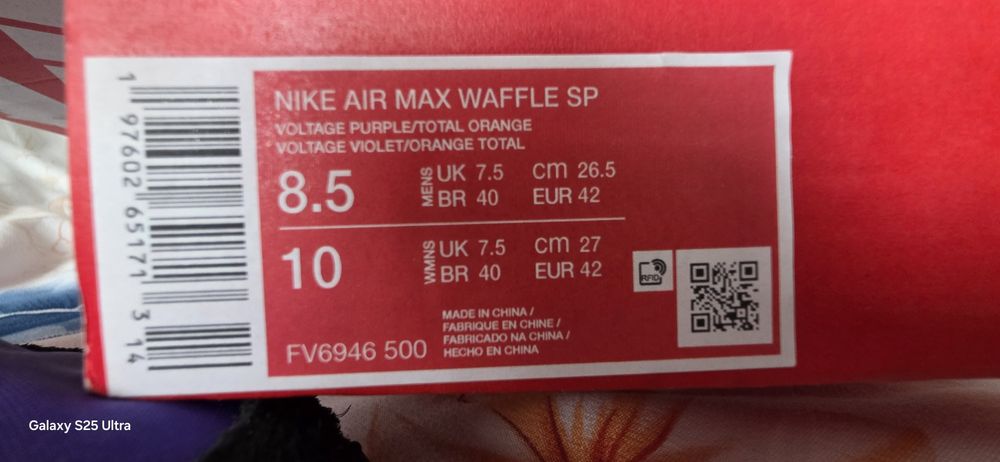 1 97602 65171 3 14
NIKE AIR MAX WAFFLE SP
VOLTAGE PURPLE/TOTAL ORANGE
VOLTAGE VIOLET/ORANGE TOTAL
8.5 MENS UK 7.5 CM 26.5
BR 40 EUR 42
10 WMNS UK 7.5 CM 27
BR 40 EUR 42
RFID
MADE IN CHINA /
FABRIQUE EN CHINE /
FABRICADO NA CHINA /
HECHO EN CHINA
FV6946 500
Galaxy S25 Ultra